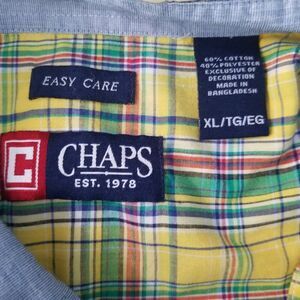 EASY CARE
60% COTTON
40% POLYESTER
EXCLUSIVE OF
DECORATION
MADE IN
BANGLADESH
XL/TG/EG
C
CHAPS
EST. 1978